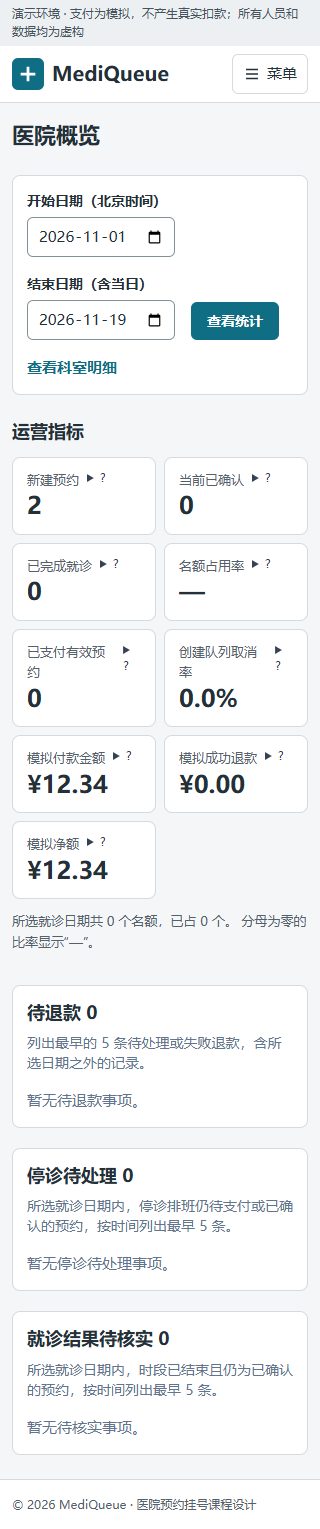 演示环境 · 支付为模拟，不产生真实扣款；所有人员和
数据均为虚构
MediQueue
菜单
医院概览
开始日期（北京时间）
2026-11-01
结束日期（含当日）
2026-11-19
查看统计
查看科室明细
运营指标
新建预约 ▶ ?
2
当前已确认 ▶ ?
0
已完成就诊 ▶ ?
0
名额占用率 ▶ ?
—
已支付有效预
约
▶ ?
0
创建队列取消
率
▶ ?
0.0%
模拟付款金额 ▶ ?
¥12.34
模拟成功退款 ▶ ?
¥0.00
模拟净额 ▶ ?
¥12.34
所选就诊日期共 0 个名额，已占 0 个。 分母为零的
比率显示“—”。
待退款 0
列出最早的 5 条待处理或失败退款，含所
选日期之外的记录。
暂无待退款事项。
停诊待处理 0
所选就诊日期内，停诊排班仍待支付或已确
认的预约，按时间列出最早 5 条。
暂无停诊待处理事项。
就诊结果待核实 0
所选就诊日期内，时段已结束且仍为已确认
的预约，按时间列出最早 5 条。
暂无待核实事项。
© 2026 MediQueue · 医院预约挂号课程设计